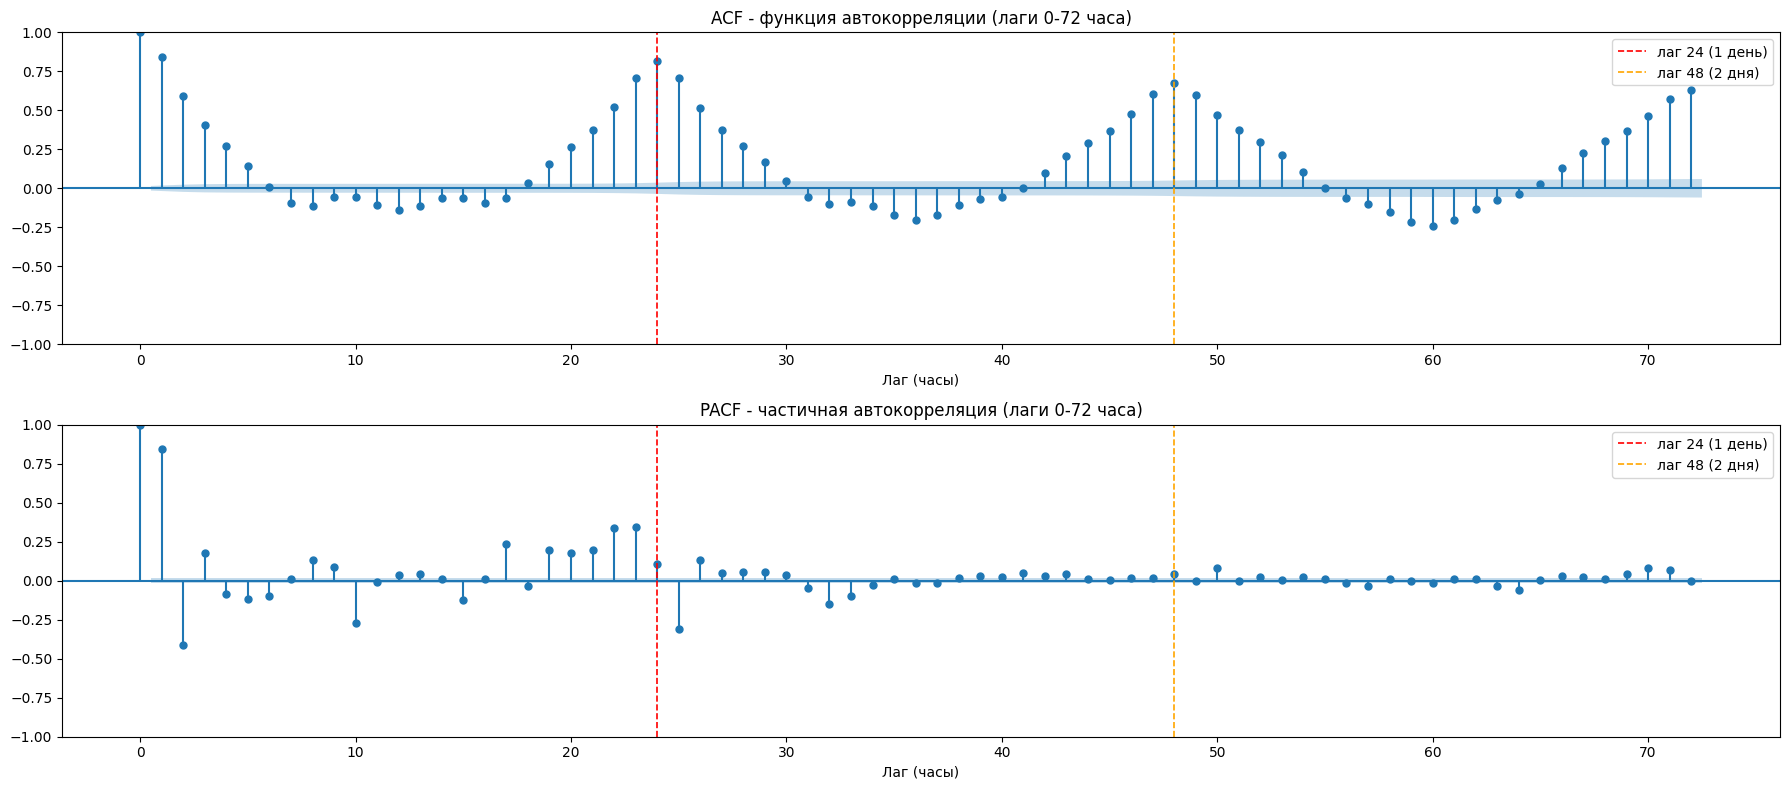 ACF - функция автокорреляции (лаги 0-72 часа)
1.00
0.75
0.50
0.25
0.00
−0.25
−0.50
−0.75
−1.00
лаг 24 (1 день)
лаг 48 (2 дня)
0 10 20 30 40 50 60 70
Лаг (часы)
PACF - частичная автокорреляция (лаги 0-72 часа)
1.00
0.75
0.50
0.25
0.00
−0.25
−0.50
−0.75
−1.00
лаг 24 (1 день)
лаг 48 (2 дня)
0 10 20 30 40 50 60 70
Лаг (часы)